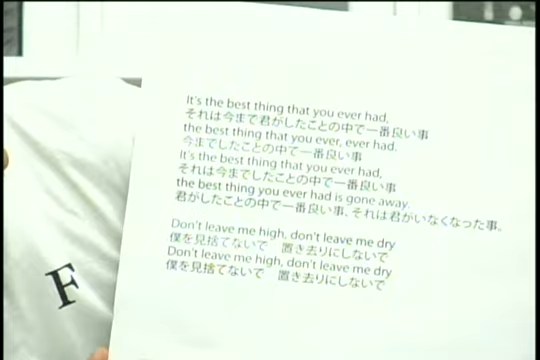 It's the best thing that you ever had,
それは今まで君がしたことの中で一番良い事
the best thing that you ever, ever had.
今までしたことの中で一番良い事
It's the best thing that you ever had,
それは今まで君がしたことの中で一番良い事
the best thing you ever had is gone away.
君がしたことの中で一番良い事、それは君がいなくなった事、
Don't leave me high, don't leave me dry
僕を見捨てないで　置き去りにしないで
Don't leave me high, don't leave me dry
僕を見捨てないで　置き去りにしないで
F